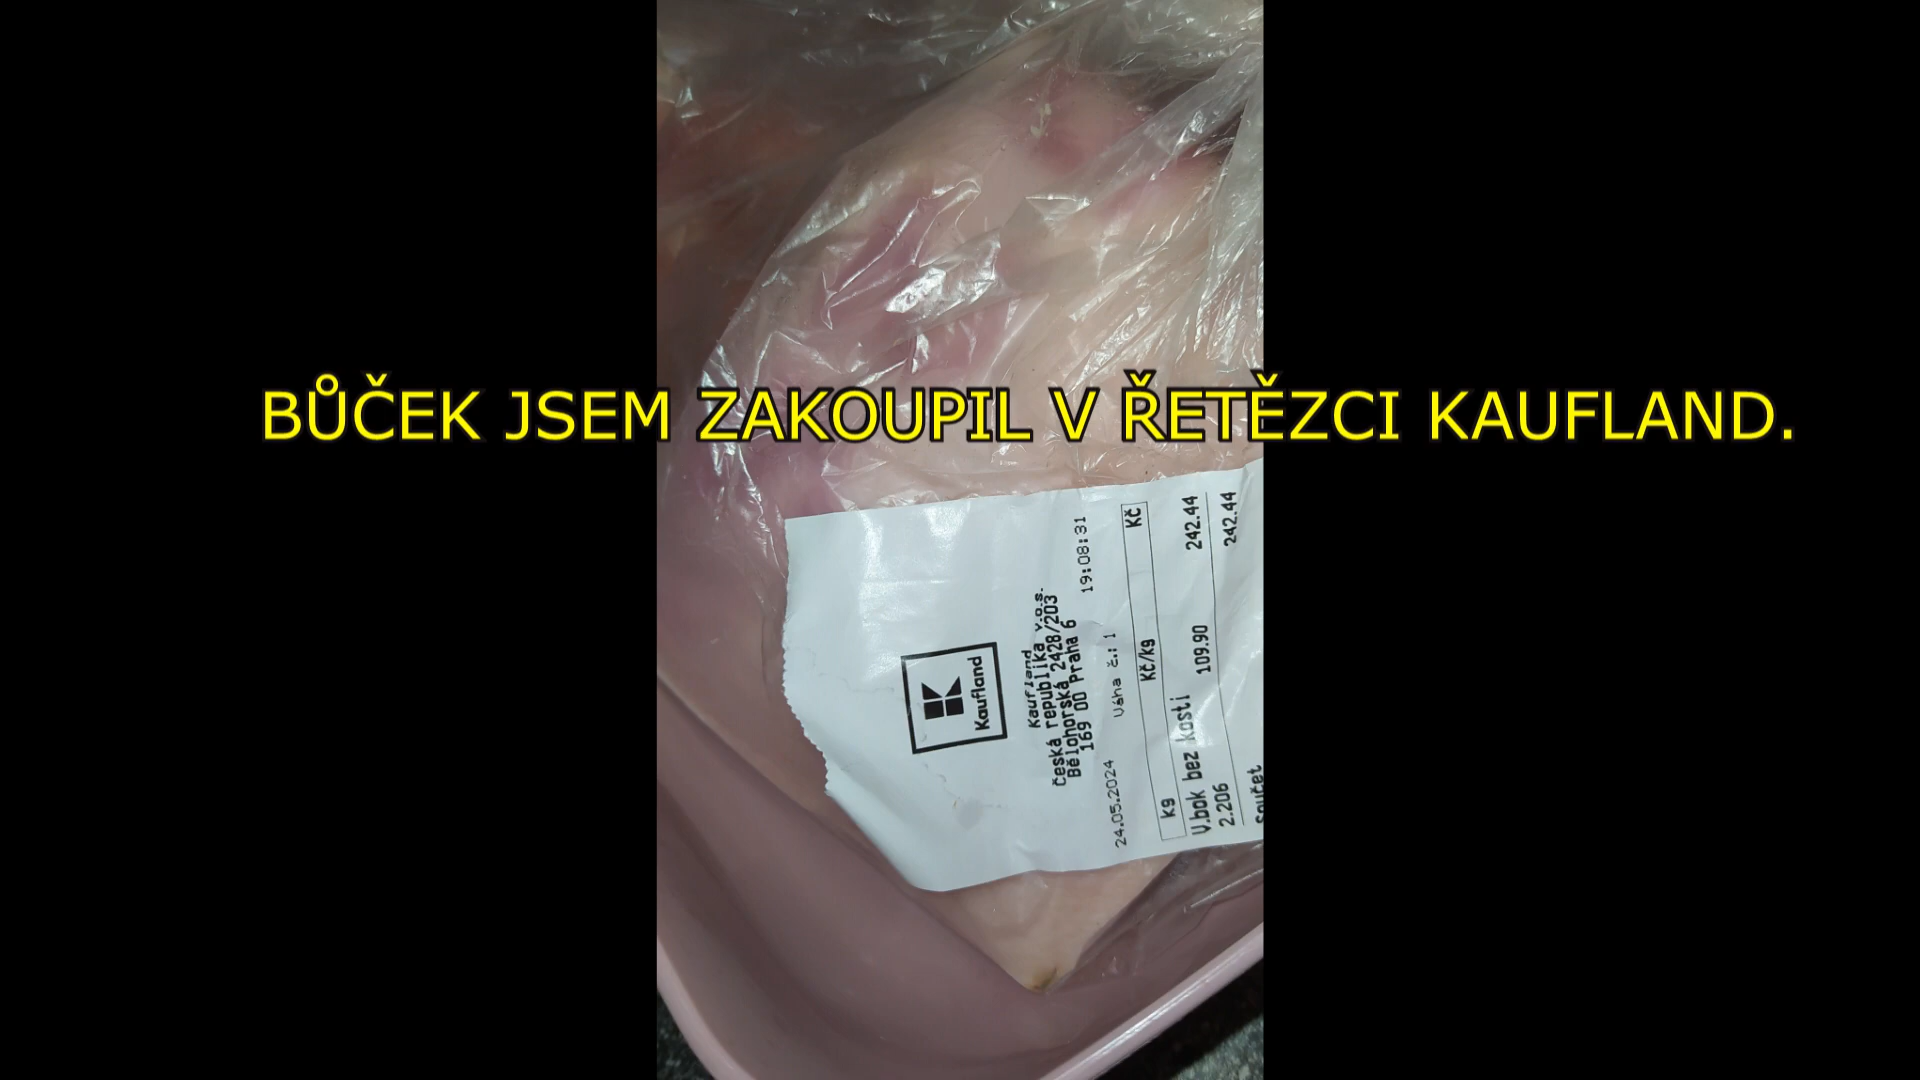 BŮČEK JSEM ZAKOUPIL V ŘETĚZCI KAUFLAND.
Kaufland
Kaufland
Česká republika v.o.s.
Bělohorská 2428/203
169 00 Praha 6
24.05.2024 Váha č.: 1 19:08:31
kg Kč/kg Kč
V.bok bez kosti
2.206 109.90 242.44
Součet 242.44